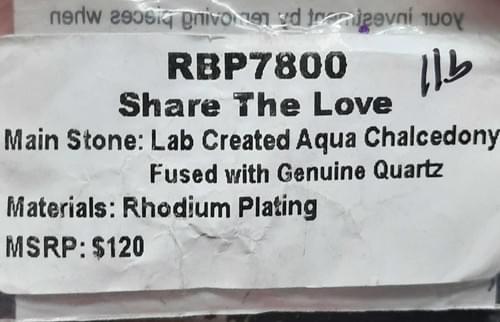 your investment by removing pieces when
RBP7800
Share The Love
Main Stone: Lab Created Aqua Chalcedony
Fused with Genuine Quartz
Materials: Rhodium Plating
MSRP: $120